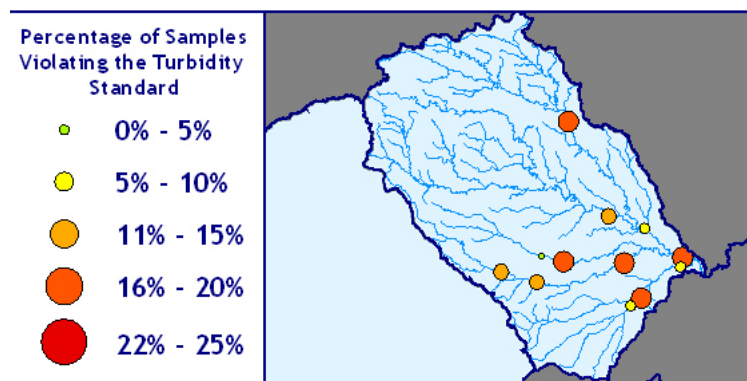 Percentage of Samples
Violating the Turbidity
Standard
0% - 5%
5% - 10%
11% - 15%
16% - 20%
22% - 25%